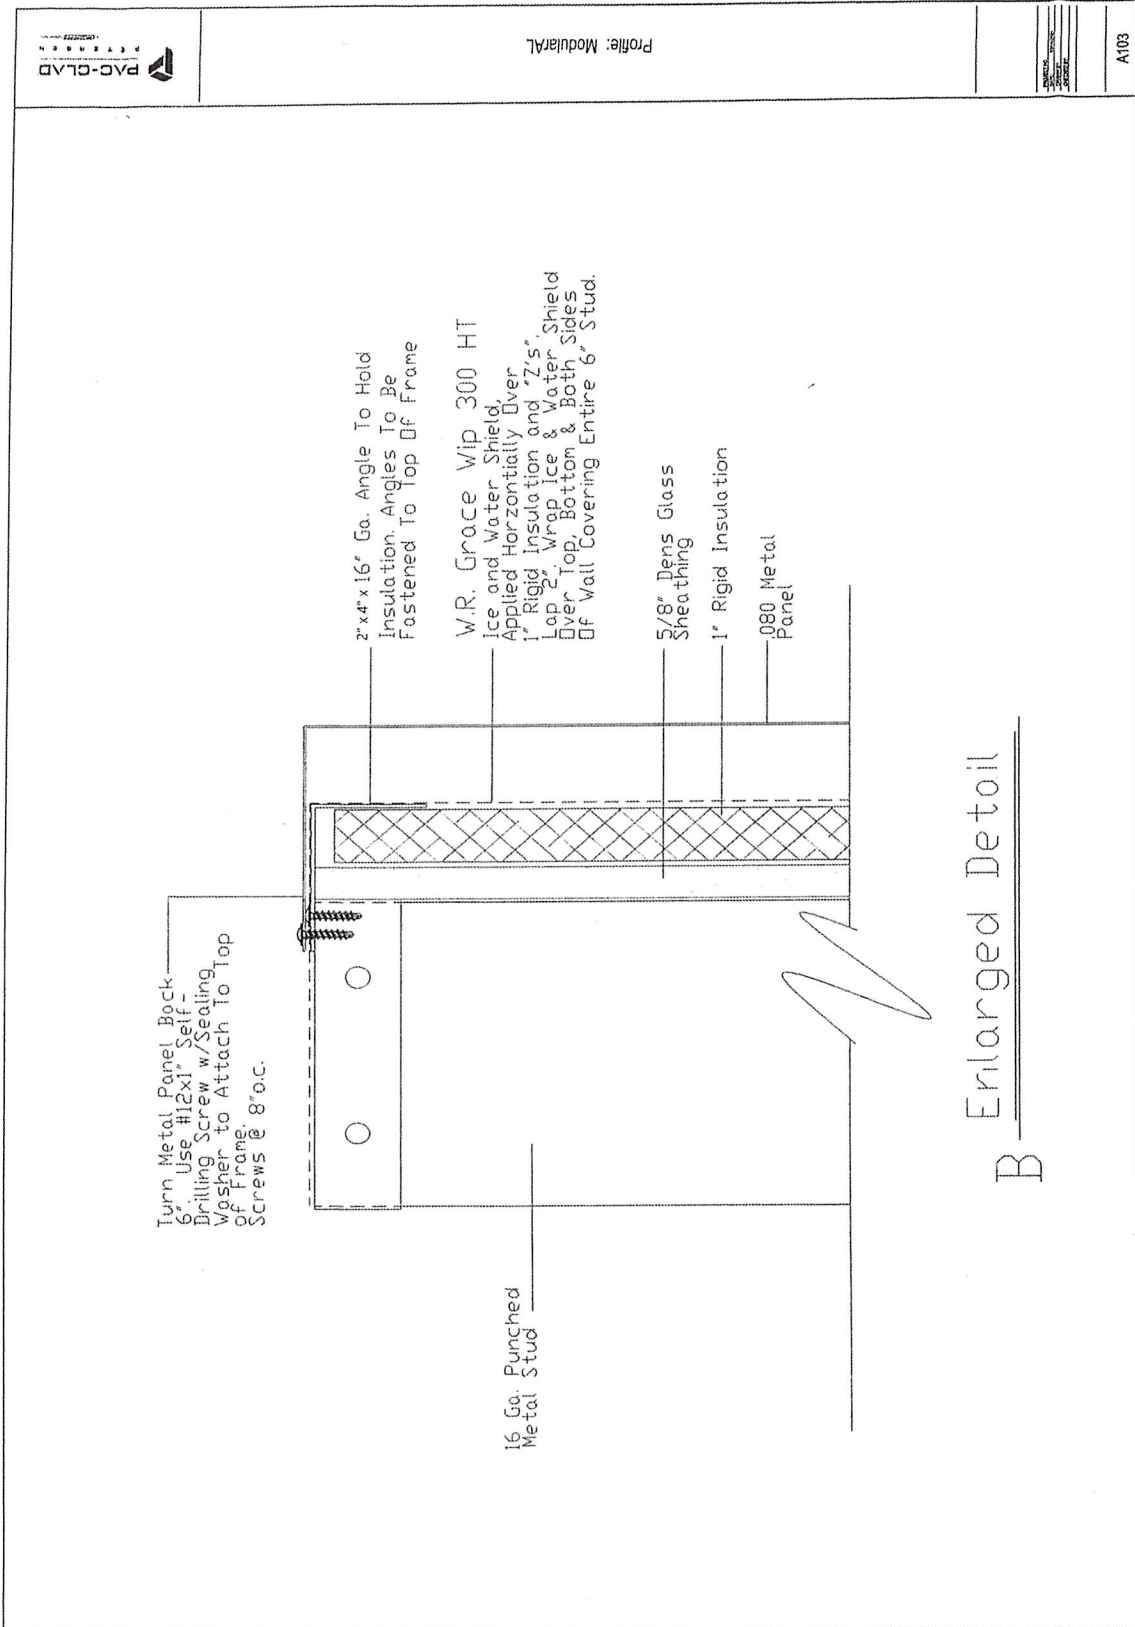 PAC-CLAD
PETERSEN
Profile: ModularAL
A103
Turn Metal Panel Back
6". Use #12x1" Self-
Drilling Screw w/Sealing
Washer to Attach To Top
Of Frame.
Screws @ 8"o.c.
2"x4"x16" Ga. Angle To Hold
Insulation. Angles To Be
Fastened To Top Of Frame
W.R. Grace Wip 300 HT
Ice and Water Shield,
Applied Horzontially Over
1" Rigid Insulation and "Z's".
Lap 2". Wrap Ice & Water Shield
Over Top, Bottom & Both Sides
Of Wall Covering Entire 6" Stud.
5/8" Dens Glass
Sheathing
1" Rigid Insulation
.080 Metal
Panel
16 Ga. Punched
Metal Stud
B Enlarged Detail